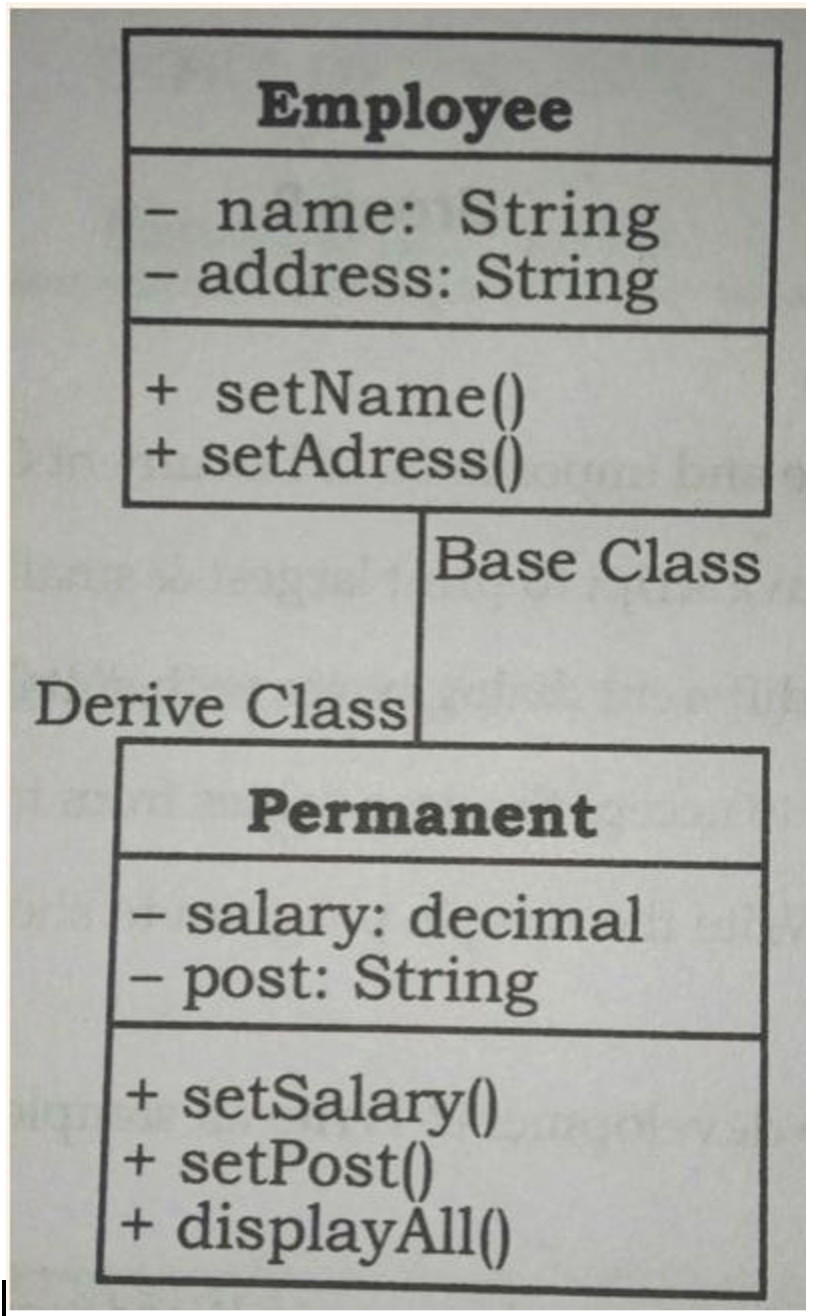 Employee
– name: String
– address: String
+ setName()
+ setAdress()
Base Class
Derive Class
Permanent
– salary: decimal
– post: String
+ setSalary()
+ setPost()
+ displayAll()